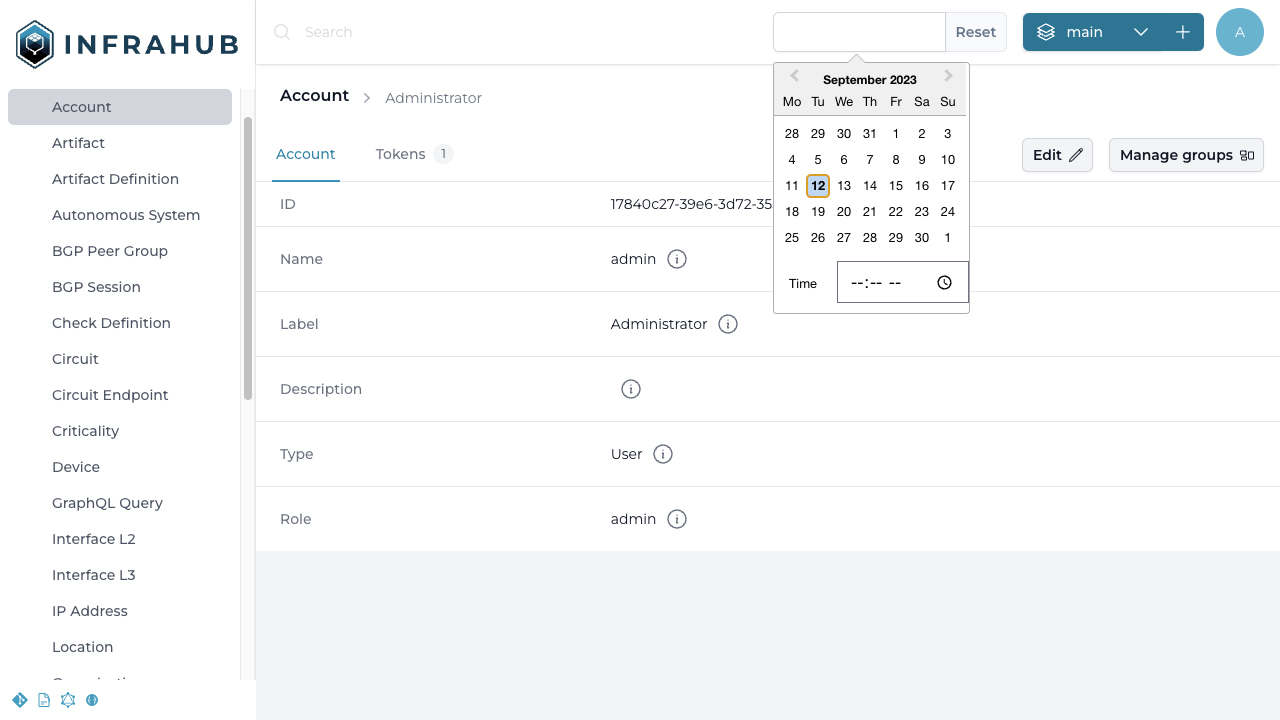 INFRAHUB
Search
Reset
main
A
Account
Artifact
Artifact Definition
Autonomous System
BGP Peer Group
BGP Session
Check Definition
Circuit
Circuit Endpoint
Criticality
Device
GraphQL Query
Interface L2
Interface L3
IP Address
Location
Account
Administrator
Account
Tokens 1
Edit
Manage groups
ID 17840c27-39e6-3d72-35
Name admin
Label Administrator
Description
Type User
Role admin
September 2023
Mo Tu We Th Fr Sa Su
28 29 30 31 1 2 3
4 5 6 7 8 9 10
11 12 13 14 15 16 17
18 19 20 21 22 23 24
25 26 27 28 29 30 1
Time --:-- --